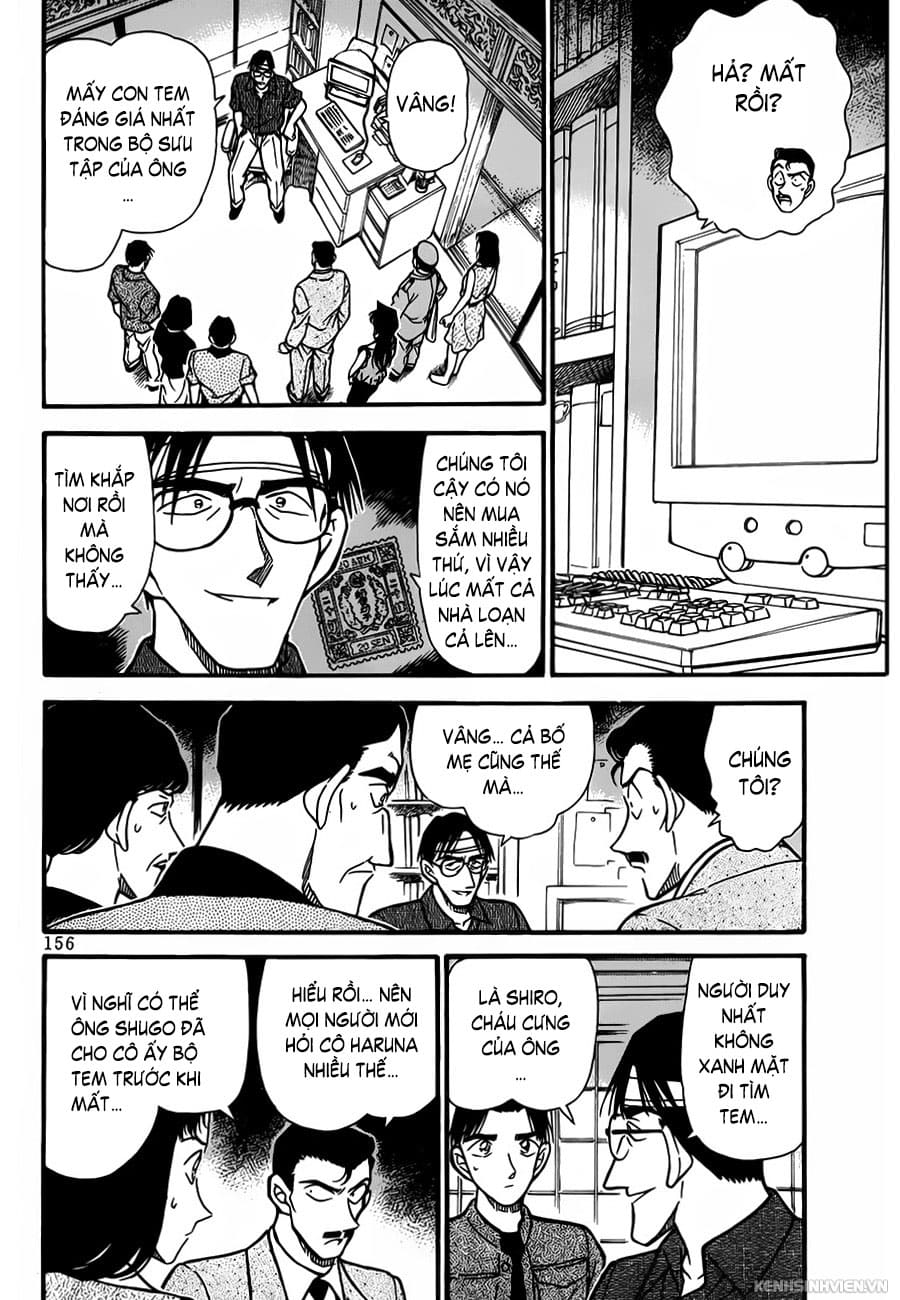 HẢ? MẤT
RỒI?
VÂNG!
MẤY CON TEM
ĐÁNG GIÁ NHẤT
TRONG BỘ SƯU
TẬP CỦA ÔNG
...
CHÚNG TÔI
CẬY CÓ NÓ
NÊN MUA
SẮM NHIỀU
THỨ, VÌ VẬY
LÚC MẤT CẢ
NHÀ LOẠN
CẢ LÊN...
TÌM KHẮP
NƠI RỒI
MÀ
KHÔNG
THẤY...
20 SEN
20 SEN
CHÚNG
TÔI?
VÂNG... CẢ BỐ
MẸ CŨNG THẾ
MÀ...
156
NGƯỜI DUY
NHẤT
KHÔNG
XANH MẶT
ĐI TÌM
TEM...
LÀ SHIRO,
CHÁU CƯNG
CỦA ÔNG
...
HIỂU RỒI... NÊN
MỌI NGƯỜI MỚI
HỎI CÔ HARUNA
NHIỀU THẾ...
VÌ NGHĨ CÓ THỂ
ÔNG SHUGO ĐÃ
CHO CÔ ẤY BỘ
TEM TRƯỚC KHI
MẤT...
KENHSINHVIEN.VN